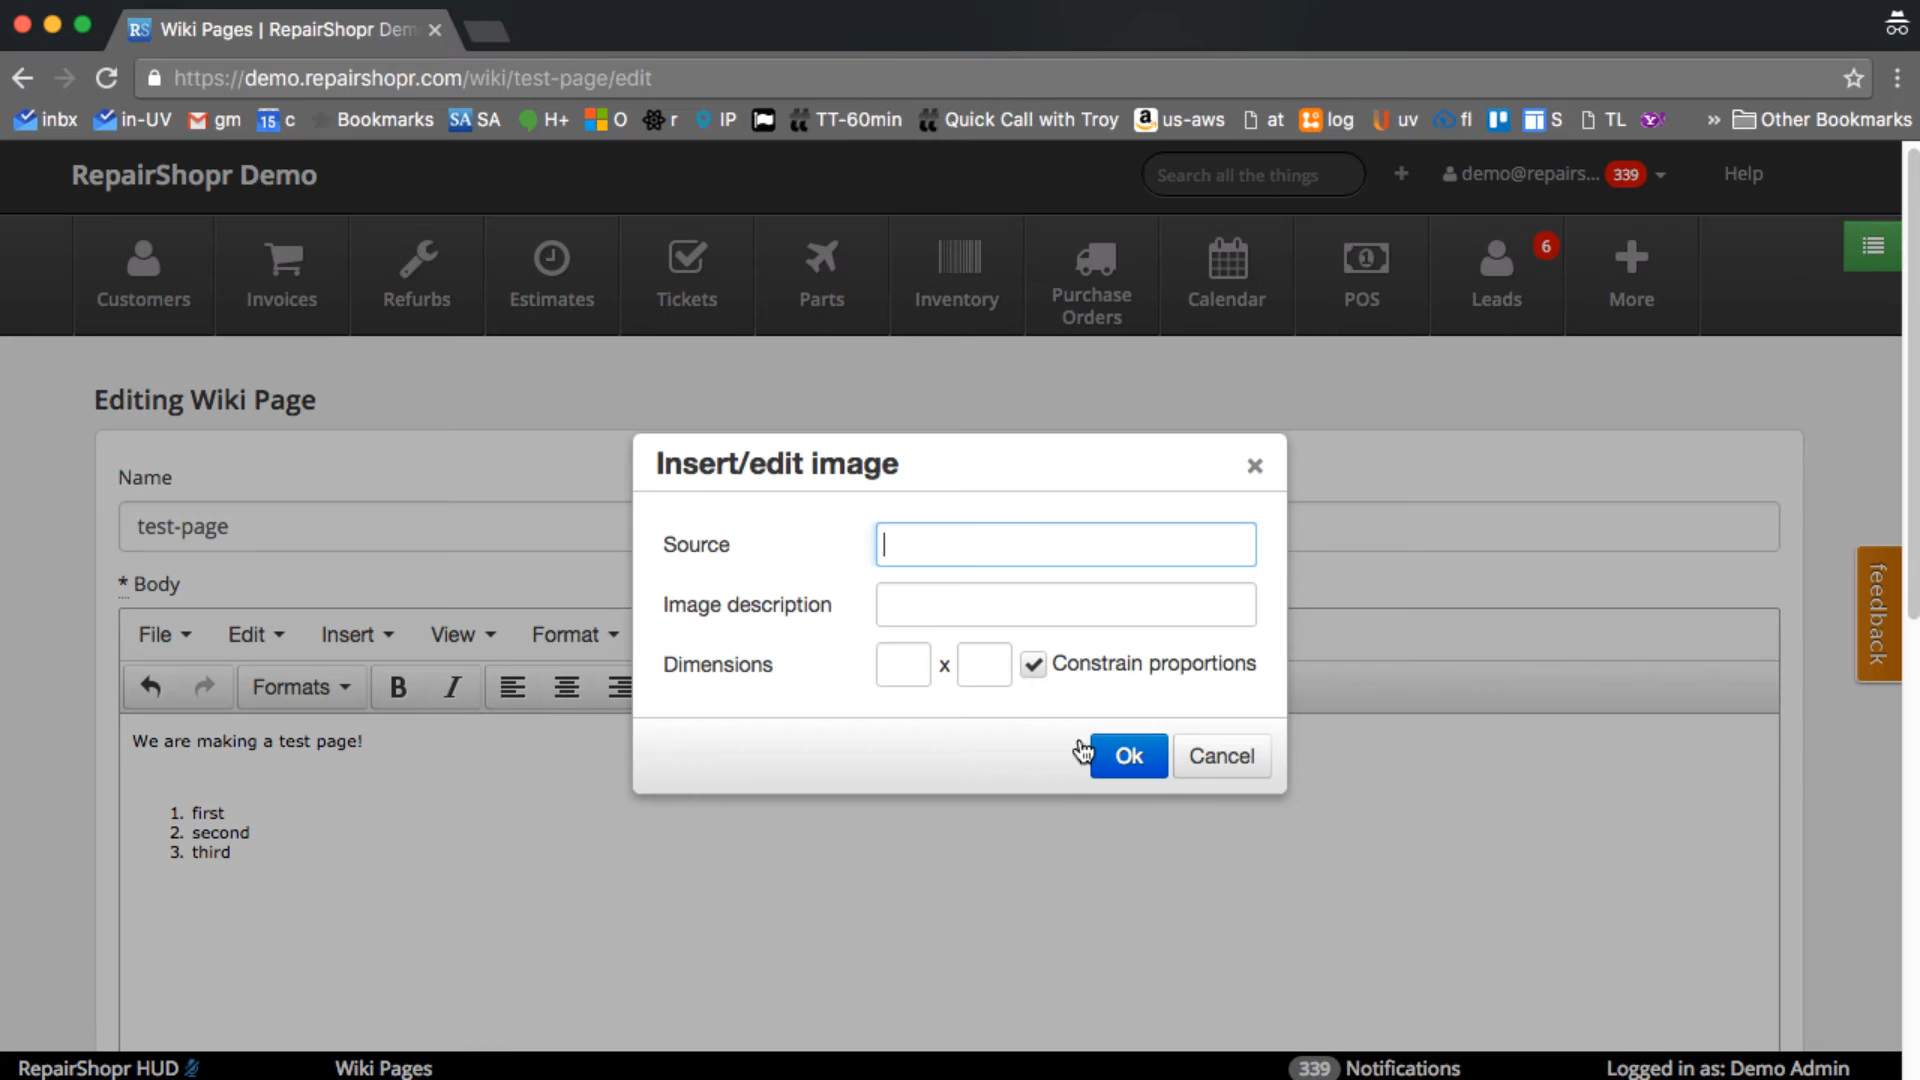 RS Wiki Pages | RepairShopr Dem
https://demo.repairshopr.com/wiki/test-page/edit
inbx in-UV gm 15 c Bookmarks SA SA H+ O r IP TT-60min Quick Call with Troy a us-aws at log uv fl S TL » Other Bookmarks
RepairShopr Demo Search all the things demo@repairs... 339 Help
Customers Invoices Refurbs Estimates Tickets Parts Inventory Purchase Orders Calendar POS Leads 6 More
Editing Wiki Page
Name
test-page
* Body
File Edit Insert View Format
Formats B I
We are making a test page!
1. first
2. second
3. third
Insert/edit image ×
Source
Image description
Dimensions x Constrain proportions
Ok Cancel
feedback
RepairShopr HUD Wiki Pages 339 Notifications Logged in as: Demo Admin